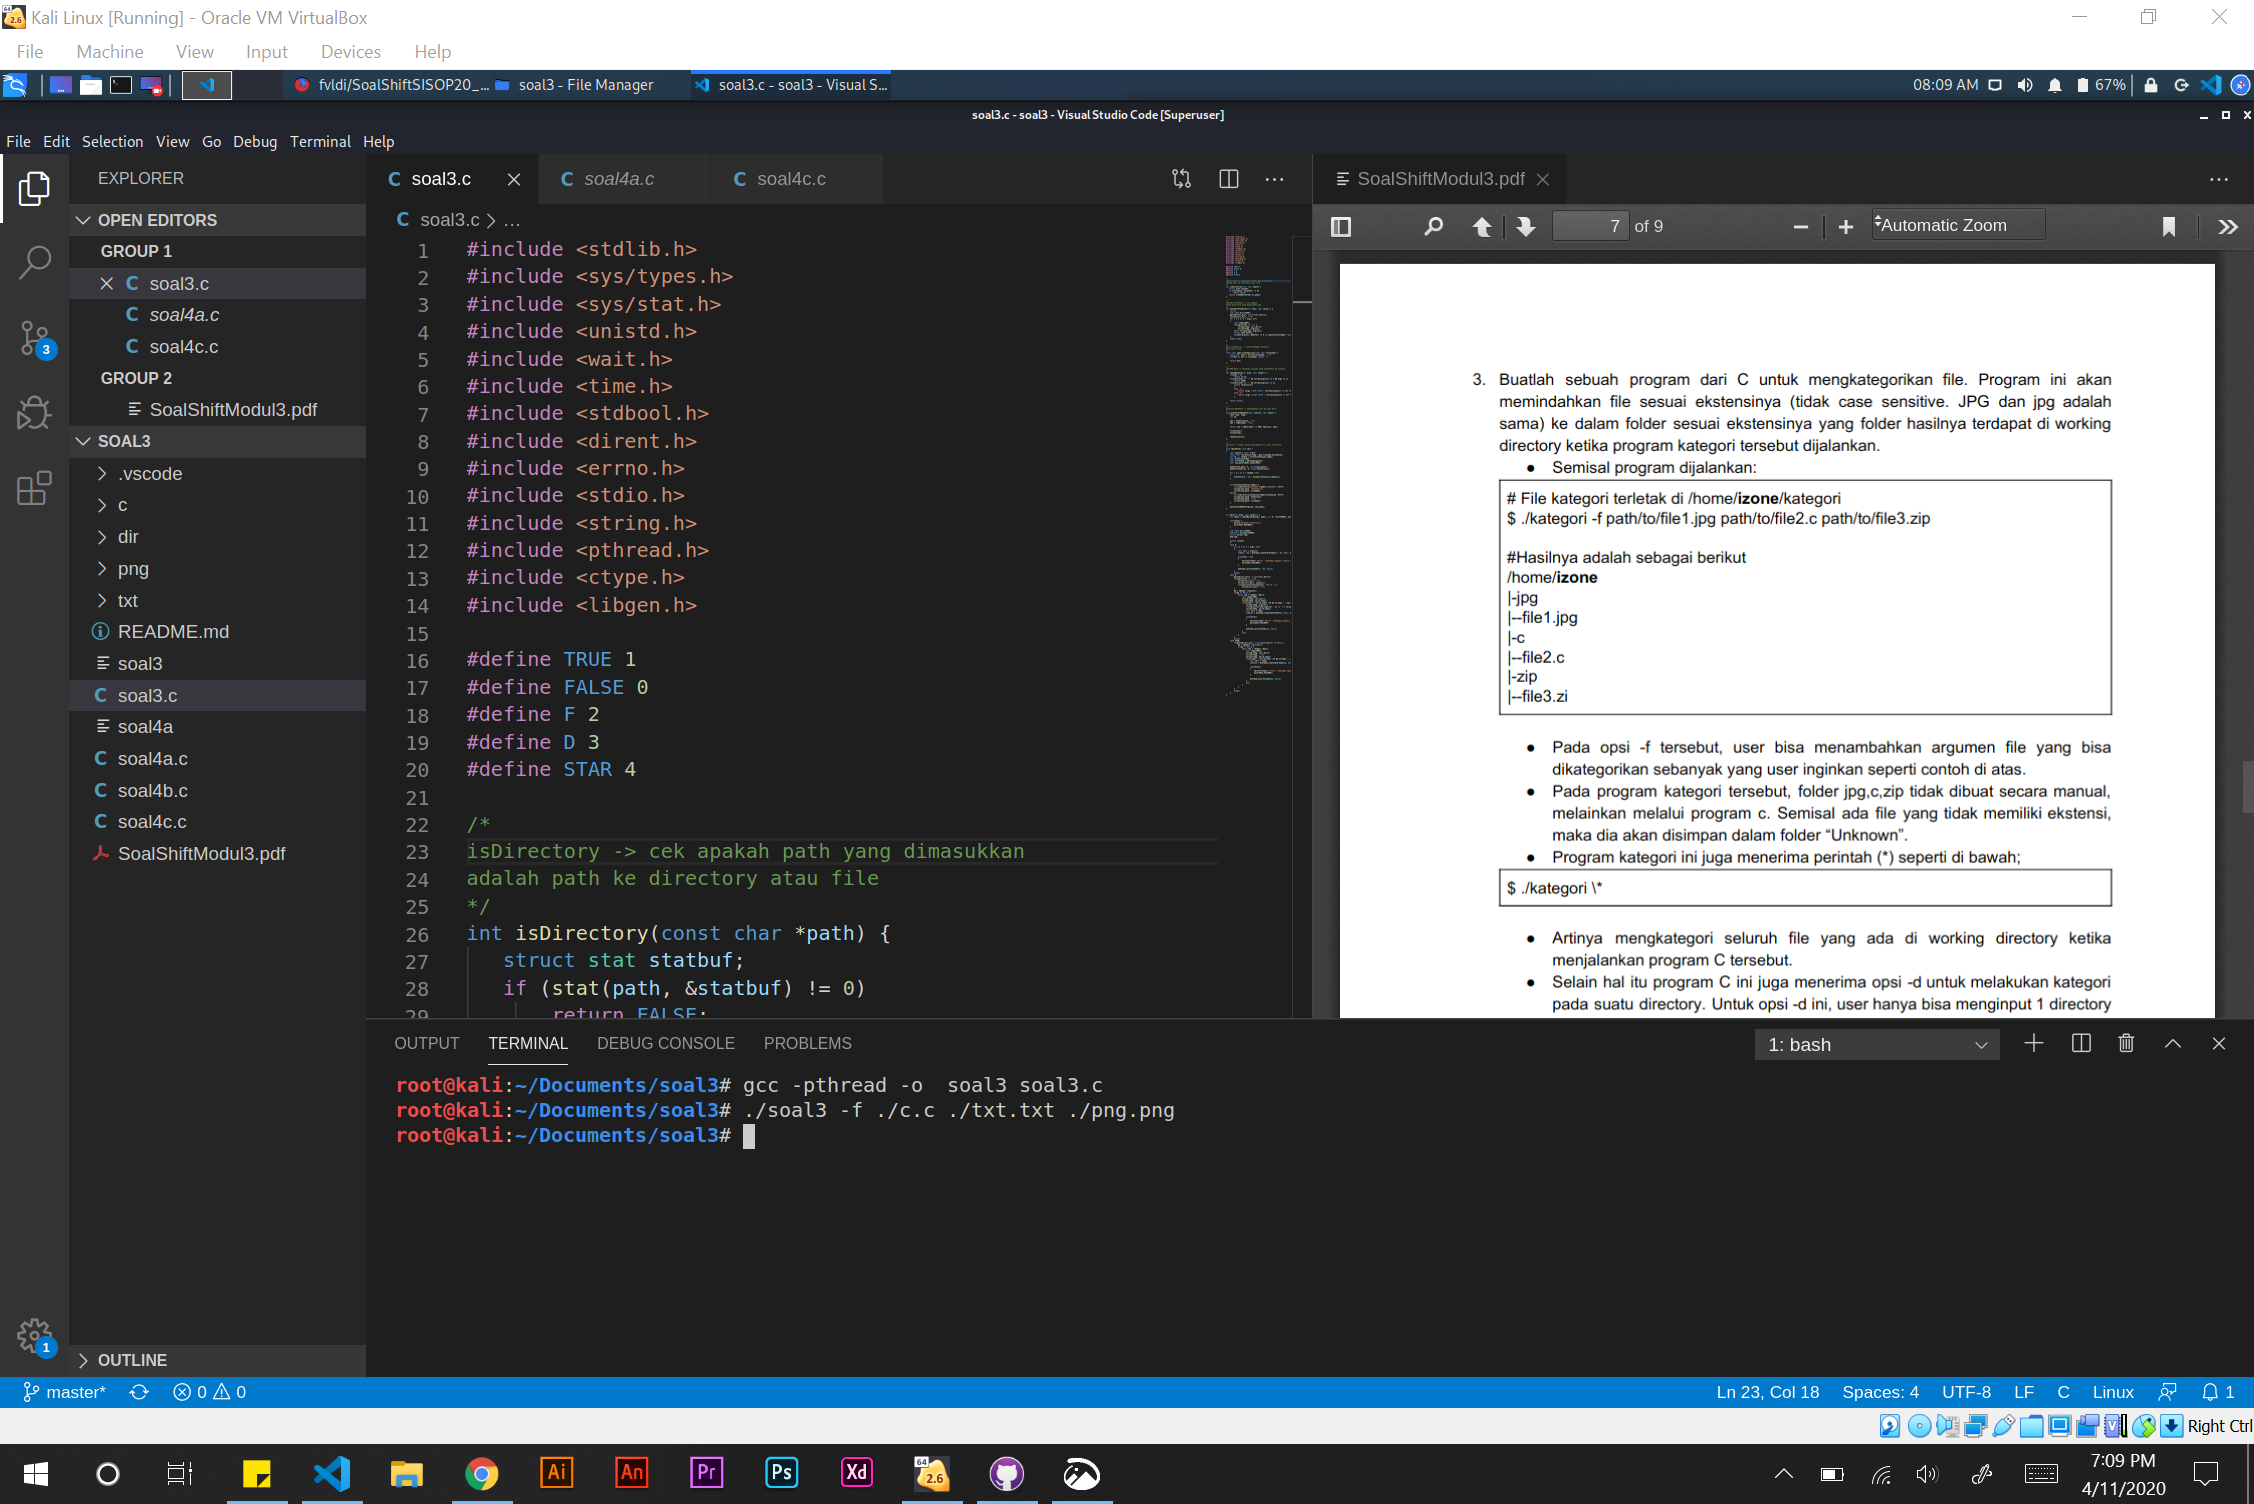 Kali Linux [Running] - Oracle VM VirtualBox
File Machine View Input Devices Help
fvldi/SoalShiftSISOP20_...
soal3 - File Manager
soal3.c - soal3 - Visual S...
08:09 AM
67%
soal3.c - soal3 - Visual Studio Code [Superuser]
File Edit Selection View Go Debug Terminal Help
EXPLORER
OPEN EDITORS
GROUP 1
C soal3.c
C soal4a.c
C soal4c.c
GROUP 2
SoalShiftModul3.pdf
SOAL3
.vscode
c
dir
png
txt
README.md
soal3
C soal3.c
soal4a
C soal4a.c
C soal4b.c
C soal4c.c
SoalShiftModul3.pdf
OUTLINE
3
1
C soal3.c
C soal4a.c
C soal4c.c
C soal3.c > ...
1 #include <stdlib.h>
2 #include <sys/types.h>
3 #include <sys/stat.h>
4 #include <unistd.h>
5 #include <wait.h>
6 #include <time.h>
7 #include <stdbool.h>
8 #include <dirent.h>
9 #include <errno.h>
10 #include <stdio.h>
11 #include <string.h>
12 #include <pthread.h>
13 #include <ctype.h>
14 #include <libgen.h>
15
16 #define TRUE 1
17 #define FALSE 0
18 #define F 2
19 #define D 3
20 #define STAR 4
21
22 /*
23 isDirectory -> cek apakah path yang dimasukkan
24 adalah path ke directory atau file
25 */
26 int isDirectory(const char *path) {
27 struct stat statbuf;
28 if (stat(path, &statbuf) != 0)
29 return FALSE;
SoalShiftModul3.pdf
7 of 9
Automatic Zoom
3. Buatlah sebuah program dari C untuk mengkategorikan file. Program ini akan
memindahkan file sesuai ekstensinya (tidak case sensitive. JPG dan jpg adalah
sama) ke dalam folder sesuai ekstensinya yang folder hasilnya terdapat di working
directory ketika program kategori tersebut dijalankan.
● Semisal program dijalankan:
# File kategori terletak di /home/izone/kategori
$ ./kategori -f path/to/file1.jpg path/to/file2.c path/to/file3.zip
#Hasilnya adalah sebagai berikut
/home/izone
|-jpg
|--file1.jpg
|-c
|--file2.c
|-zip
|--file3.zi
● Pada opsi -f tersebut, user bisa menambahkan argumen file yang bisa
dikategorikan sebanyak yang user inginkan seperti contoh di atas.
● Pada program kategori tersebut, folder jpg,c,zip tidak dibuat secara manual,
melainkan melalui program c. Semisal ada file yang tidak memiliki ekstensi,
maka dia akan disimpan dalam folder “Unknown”.
● Program kategori ini juga menerima perintah (*) seperti di bawah;
$ ./kategori \*
● Artinya mengkategori seluruh file yang ada di working directory ketika
menjalankan program C tersebut.
● Selain hal itu program C ini juga menerima opsi -d untuk melakukan kategori
pada suatu directory. Untuk opsi -d ini, user hanya bisa menginput 1 directory
OUTPUT TERMINAL DEBUG CONSOLE PROBLEMS
1: bash
root@kali:~/Documents/soal3# gcc -pthread -o  soal3 soal3.c
root@kali:~/Documents/soal3# ./soal3 -f ./c.c ./txt.txt ./png.png
root@kali:~/Documents/soal3#
master* 0 0
Ln 23, Col 18 Spaces: 4 UTF-8 LF C Linux 1
Right Ctrl
Ai An Pr Ps Xd
64 2.6
7:09 PM
4/11/2020